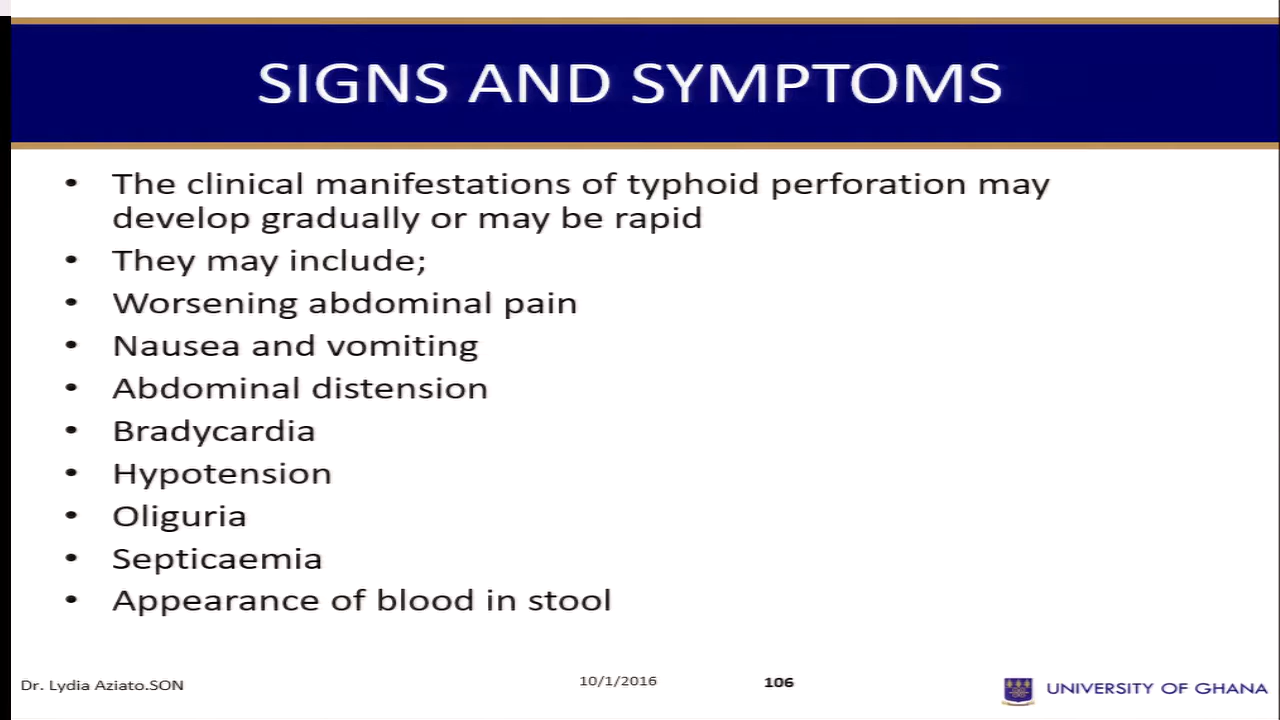 SIGNS AND SYMPTOMS
• The clinical manifestations of typhoid perforation may
develop gradually or may be rapid
• They may include;
• Worsening abdominal pain
• Nausea and vomiting
• Abdominal distension
• Bradycardia
• Hypotension
• Oliguria
• Septicaemia
• Appearance of blood in stool
Dr. Lydia Aziato.SON
10/1/2016
106
UNIVERSITY OF GHANA